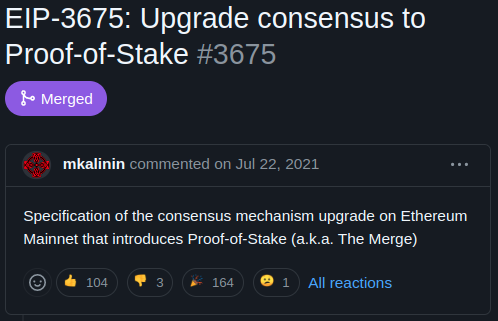 EIP-3675: Upgrade consensus to
Proof-of-Stake #3675
Merged
mkalinin commented on Jul 22, 2021
Specification of the consensus mechanism upgrade on Ethereum
Mainnet that introduces Proof-of-Stake (a.k.a. The Merge)
104 3 164 1 All reactions